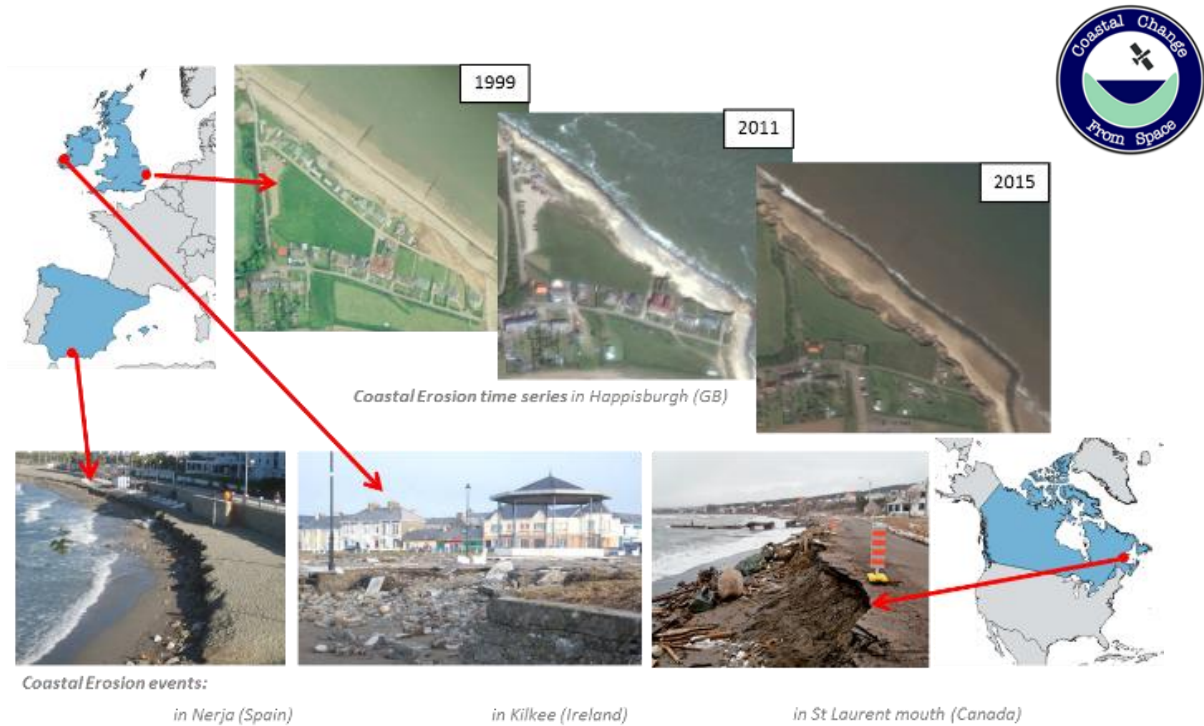 Coastal Change
From Space
1999
2011
2015
Coastal Erosion time series in Happisburgh (GB)
Coastal Erosion events:
in Nerja (Spain)
in Kilkee (Ireland)
in St Laurent mouth (Canada)